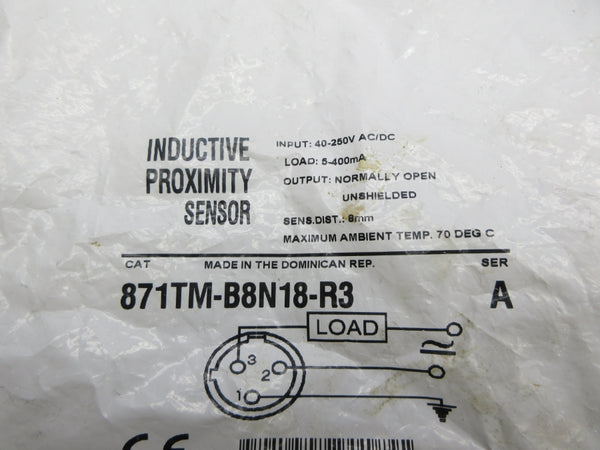 INDUCTIVE
PROXIMITY
SENSOR
INPUT: 40-250V AC/DC
LOAD: 5-400mA
OUTPUT: NORMALLY OPEN
UNSHIELDED
SENS.DIST.: 8mm
MAXIMUM AMBIENT TEMP. 70 DEG C
CAT MADE IN THE DOMINICAN REP. SER
871TM-B8N18-R3 A
LOAD
3
2
1
CE